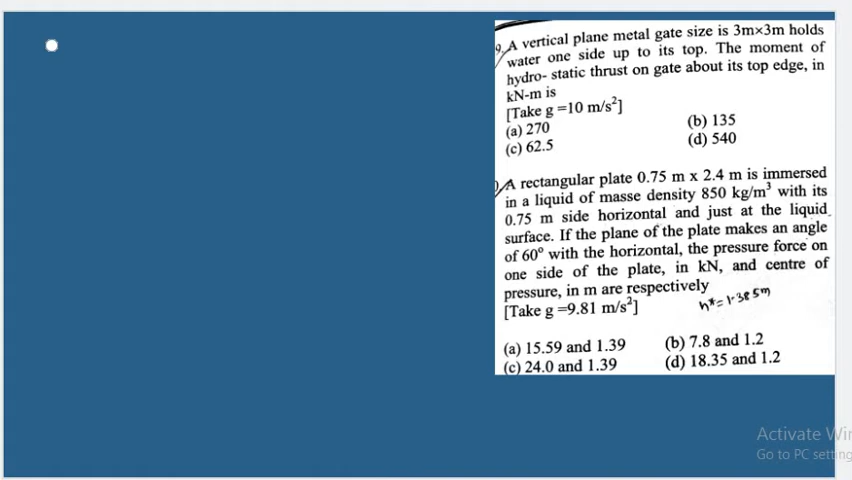 9. A vertical plane metal gate size is 3m×3m holds
water one side up to its top. The moment of
hydro- static thrust on gate about its top edge, in
kN-m is
[Take g =10 m/s²]
(a) 270 (b) 135
(c) 62.5 (d) 540
A rectangular plate 0.75 m x 2.4 m is immersed
in a liquid of masse density 850 kg/m³ with its
0.75 m side horizontal and just at the liquid
surface. If the plane of the plate makes an angle
of 60° with the horizontal, the pressure force on
one side of the plate, in kN, and centre of
pressure, in m are respectively
[Take g =9.81 m/s²] h*=1.385m
(a) 15.59 and 1.39 (b) 7.8 and 1.2
(c) 24.0 and 1.39 (d) 18.35 and 1.2
Activate Win
Go to PC setting